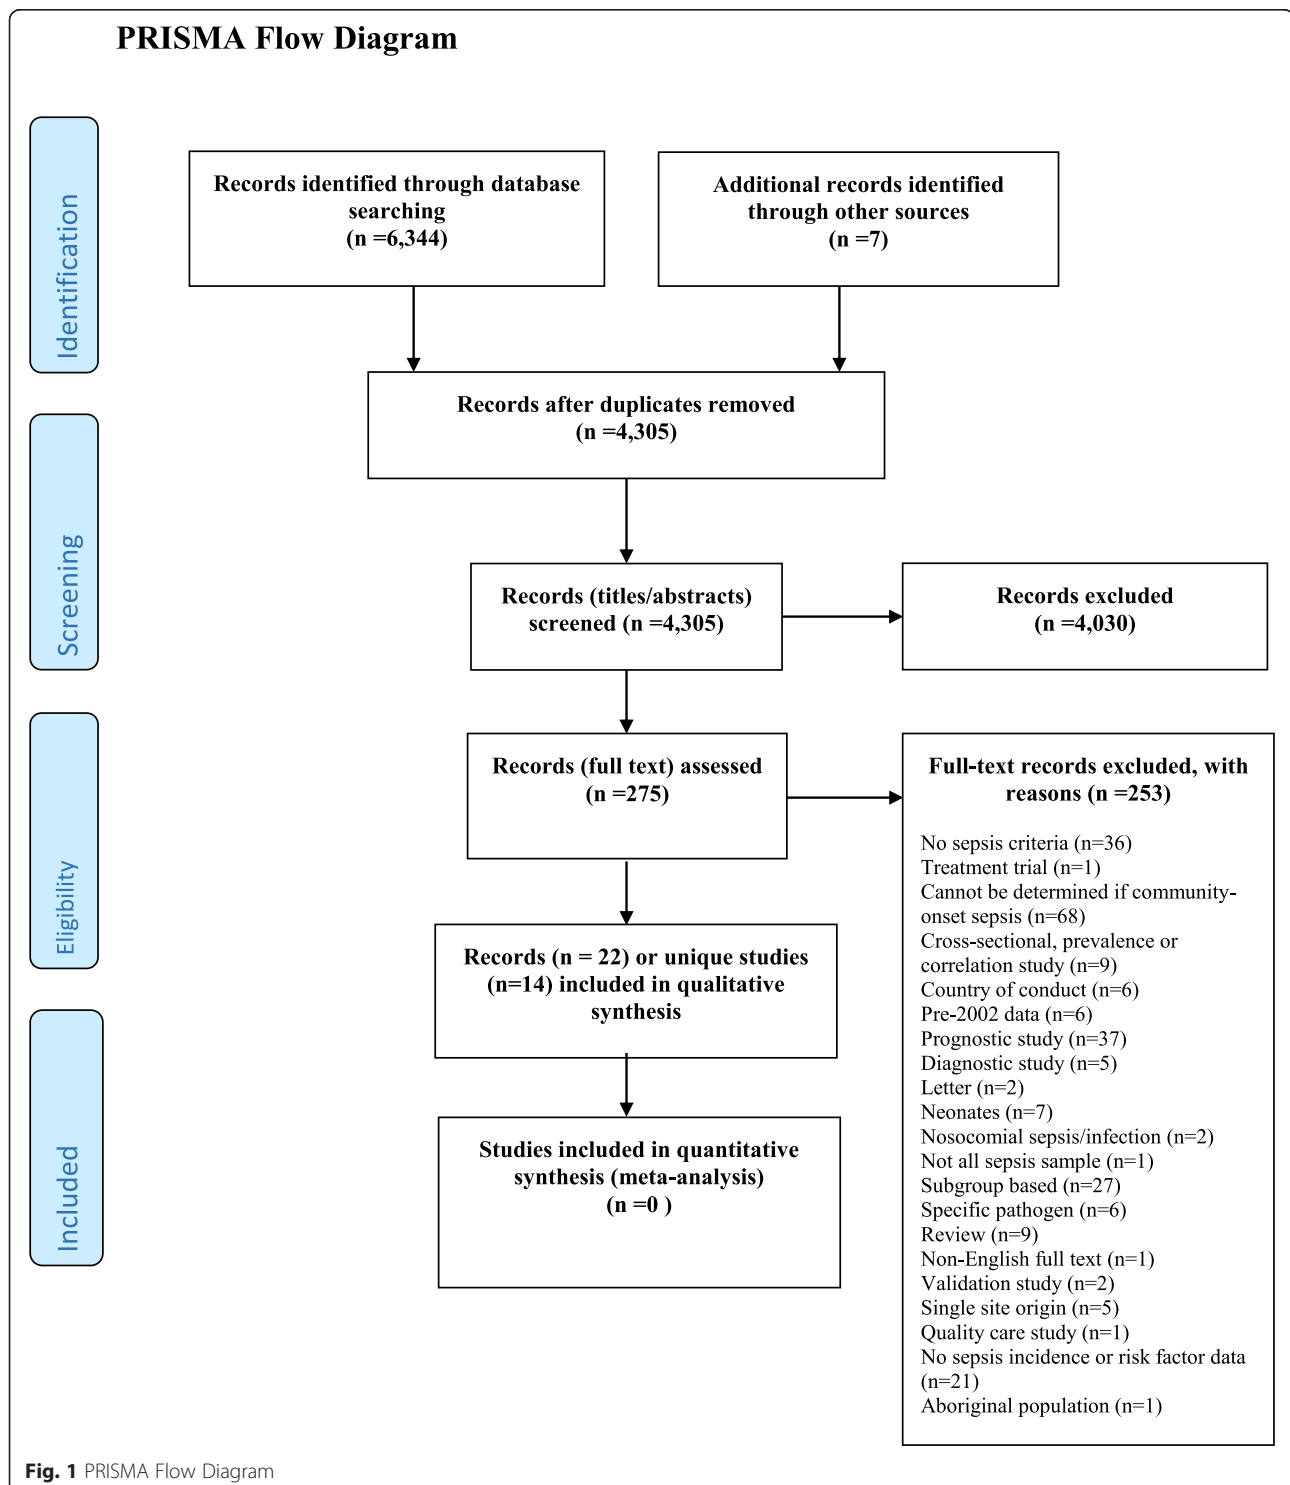 PRISMA Flow Diagram
Identification
Records identified through database
searching
(n =6,344)
Additional records identified
through other sources
(n =7)
Records after duplicates removed
(n =4,305)
Screening
Records (titles/abstracts)
screened (n =4,305)
Records excluded
(n =4,030)
Eligibility
Records (full text) assessed
(n =275)
Full-text records excluded, with
reasons (n =253)
No sepsis criteria (n=36)
Treatment trial (n=1)
Cannot be determined if community-
onset sepsis (n=68)
Cross-sectional, prevalence or
correlation study (n=9)
Country of conduct (n=6)
Pre-2002 data (n=6)
Prognostic study (n=37)
Diagnostic study (n=5)
Letter (n=2)
Neonates (n=7)
Nosocomial sepsis/infection (n=2)
Not all sepsis sample (n=1)
Subgroup based (n=27)
Specific pathogen (n=6)
Review (n=9)
Non-English full text (n=1)
Validation study (n=2)
Single site origin (n=5)
Quality care study (n=1)
No sepsis incidence or risk factor data
(n=21)
Aboriginal population (n=1)
Records (n = 22) or unique studies
(n=14) included in qualitative
synthesis
Included
Studies included in quantitative
synthesis (meta-analysis)
(n =0 )
Fig. 1 PRISMA Flow Diagram